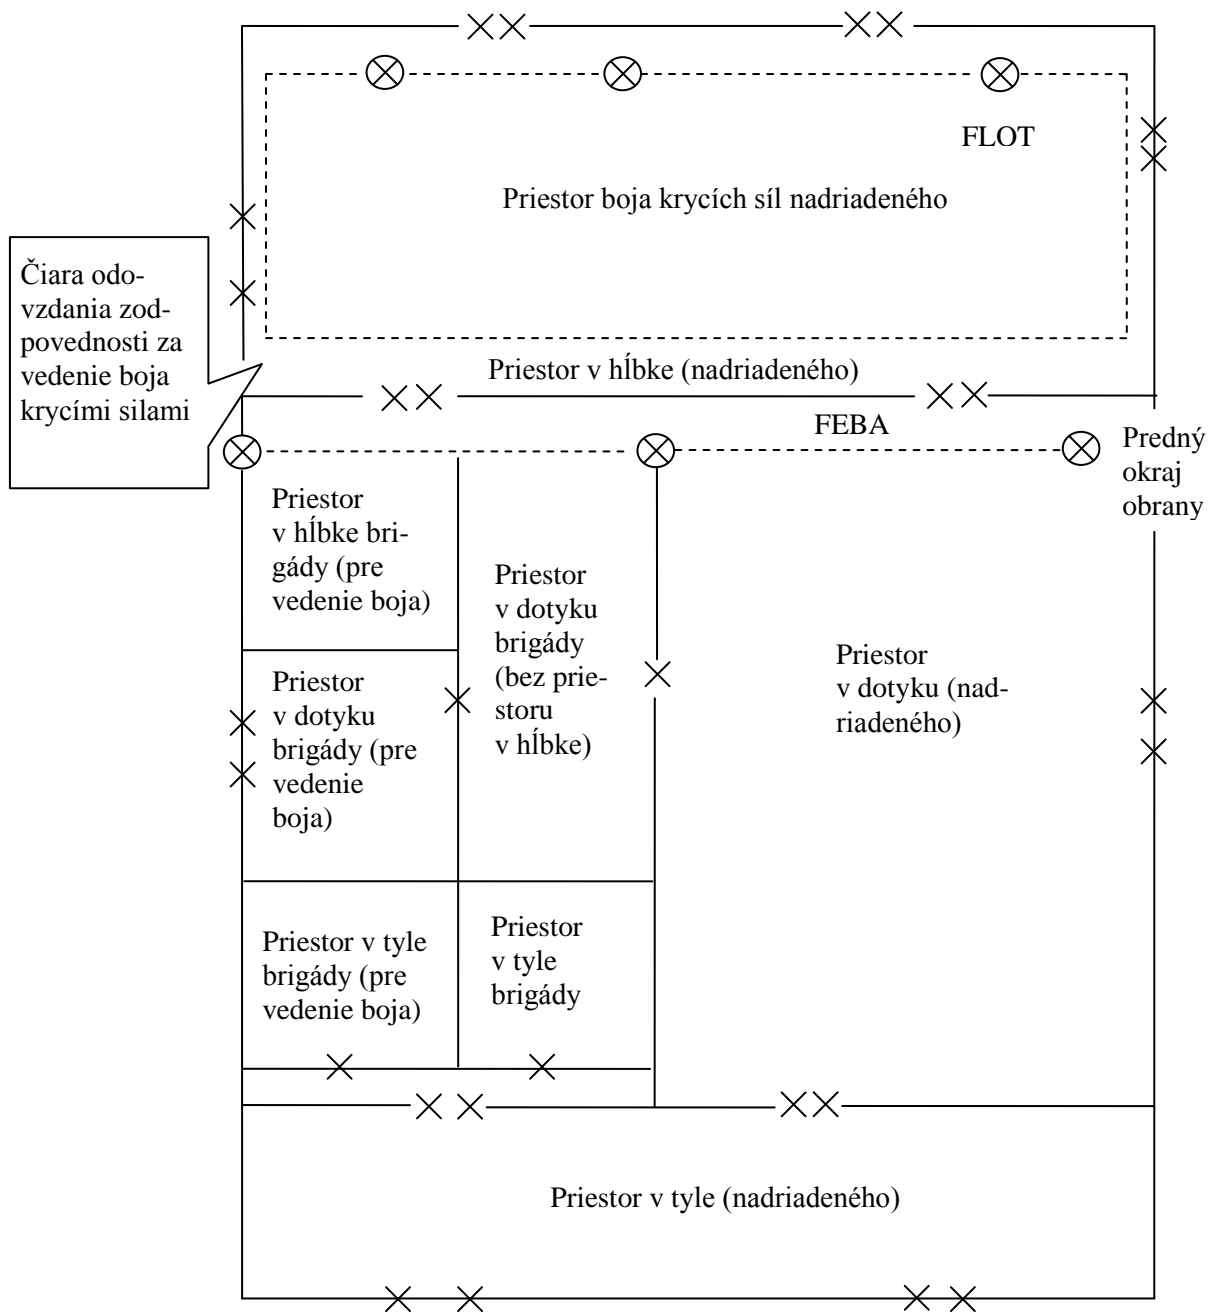 FLOT
Priestor boja krycích síl nadriadeného
Čiara odo-
vzdania zod-
povednosti za
vedenie boja
krycími silami
Priestor v hĺbke (nadriadeného)
FEBA
Predný
okraj
obrany
Priestor
v hĺbke bri-
gády (pre
vedenie boja)
Priestor
v dotyku
brigády
(bez prie-
storu
v hĺbke)
Priestor
v dotyku (nad-
riadeného)
Priestor
v dotyku
brigády (pre
vedenie
boja)
Priestor v tyle
brigády (pre
vedenie boja)
Priestor
v tyle
brigády
Priestor v tyle (nadriadeného)